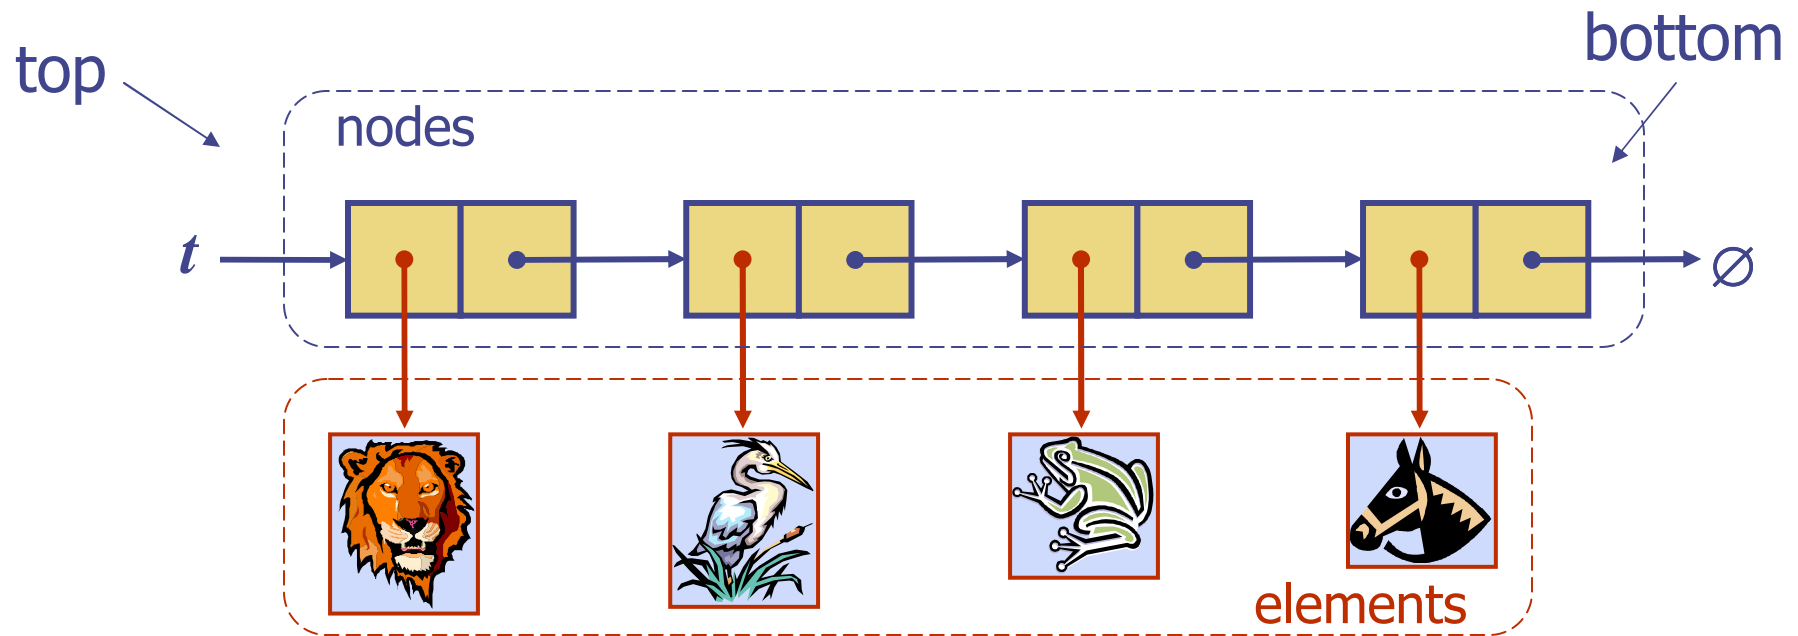 top
bottom
nodes
t
∅
elements